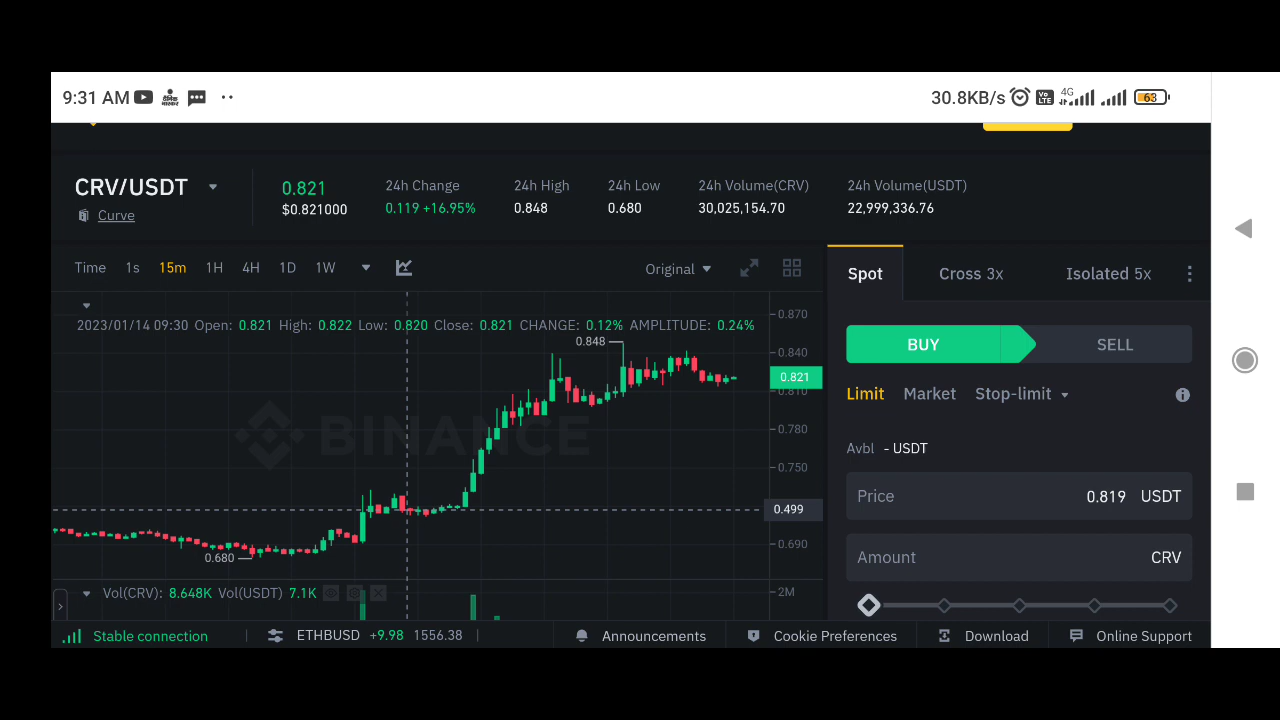 9:31 AM 30.8KB/s 4G 63
CRV/USDT 0.821 24h Change 24h High 24h Low 24h Volume(CRV) 24h Volume(USDT)
Curve $0.821000 0.119 +16.95% 0.848 0.680 30,025,154.70 22,999,336.76
Time 1s 15m 1H 4H 1D 1W Original
Spot Cross 3x Isolated 5x
2023/01/14 09:30 Open: 0.821 High: 0.822 Low: 0.820 Close: 0.821 CHANGE: 0.12% AMPLITUDE: 0.24%
0.870
0.848
0.840
0.821
0.810
0.780
0.750
0.499
0.690
0.680
BINANCE
BUY SELL
Limit Market Stop-limit
Avbl - USDT
Price 0.819 USDT
Amount CRV
Vol(CRV): 8.648K Vol(USDT) 7.1K 2M
Stable connection ETHBUSD +9.98 1556.38 Announcements Cookie Preferences Download Online Support